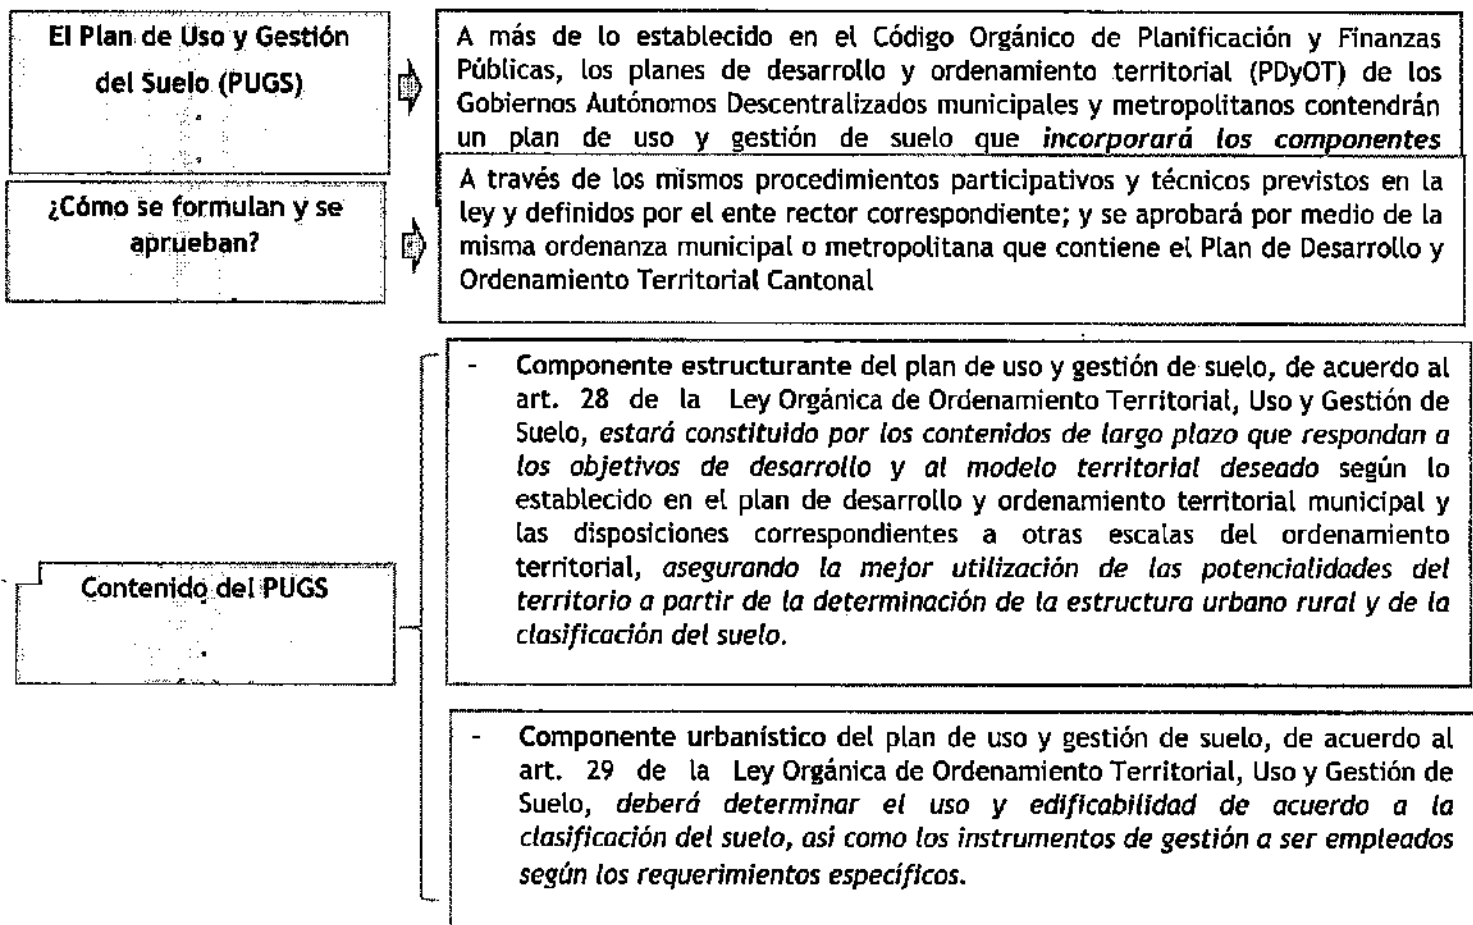 El Plan de Uso y Gestión
del Suelo (PUGS)
A más de lo establecido en el Código Orgánico de Planificación y Finanzas
Públicas, los planes de desarrollo y ordenamiento territorial (PDyOT) de los
Gobiernos Autónomos Descentralizados municipales y metropolitanos contendrán
un plan de uso y gestión de suelo que incorporará los componentes
¿Cómo se formulan y se
aprueban?
A través de los mismos procedimientos participativos y técnicos previstos en la
ley y definidos por el ente rector correspondiente; y se aprobará por medio de la
misma ordenanza municipal o metropolitana que contiene el Plan de Desarrollo y
Ordenamiento Territorial Cantonal
Contenido del PUGS
- Componente estructurante del plan de uso y gestión de suelo, de acuerdo al
art. 28 de la Ley Orgánica de Ordenamiento Territorial, Uso y Gestión de
Suelo, estará constituido por los contenidos de largo plazo que respondan a
los objetivos de desarrollo y al modelo territorial deseado según lo
establecido en el plan de desarrollo y ordenamiento territorial municipal y
las disposiciones correspondientes a otras escalas del ordenamiento
territorial, asegurando la mejor utilización de las potencialidades del
territorio a partir de la determinación de la estructura urbano rural y de la
clasificación del suelo.
- Componente urbanístico del plan de uso y gestión de suelo, de acuerdo al
art. 29 de la Ley Orgánica de Ordenamiento Territorial, Uso y Gestión de
Suelo, deberá determinar el uso y edificabilidad de acuerdo a la
clasificación del suelo, asi como los instrumentos de gestión a ser empleados
según los requerimientos específicos.